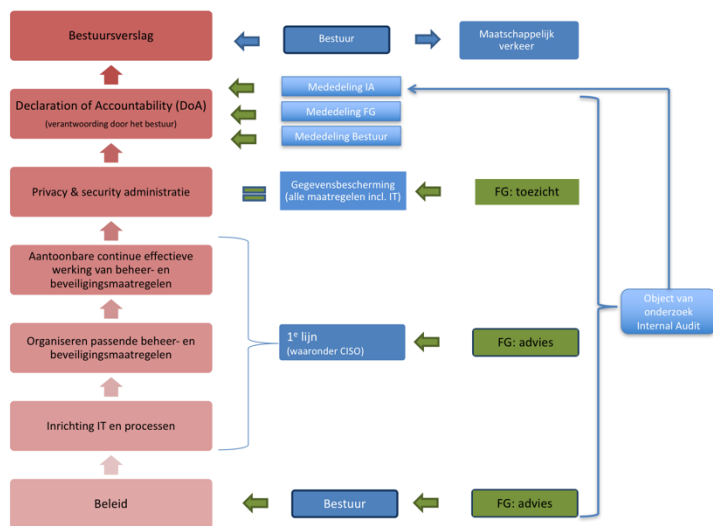 Bestuursverslag
Bestuur
Maatschappelijk
verkeer
Declaration of Accountability (DoA)
(verantwoording door het bestuur)
Mededeling IA
Mededeling FG
Mededeling Bestuur
Privacy & security administratie
Gegevensbescherming
(alle maatregelen incl. IT)
FG: toezicht
Aantoonbare continue effectieve
werking van beheer- en
beveiligingsmaatregelen
Object van
onderzoek
Internal Audit
Organiseren passende beheer- en
beveiligingsmaatregelen
1e lijn
(waaronder CISO)
FG: advies
Inrichting IT en processen
Beleid
Bestuur
FG: advies